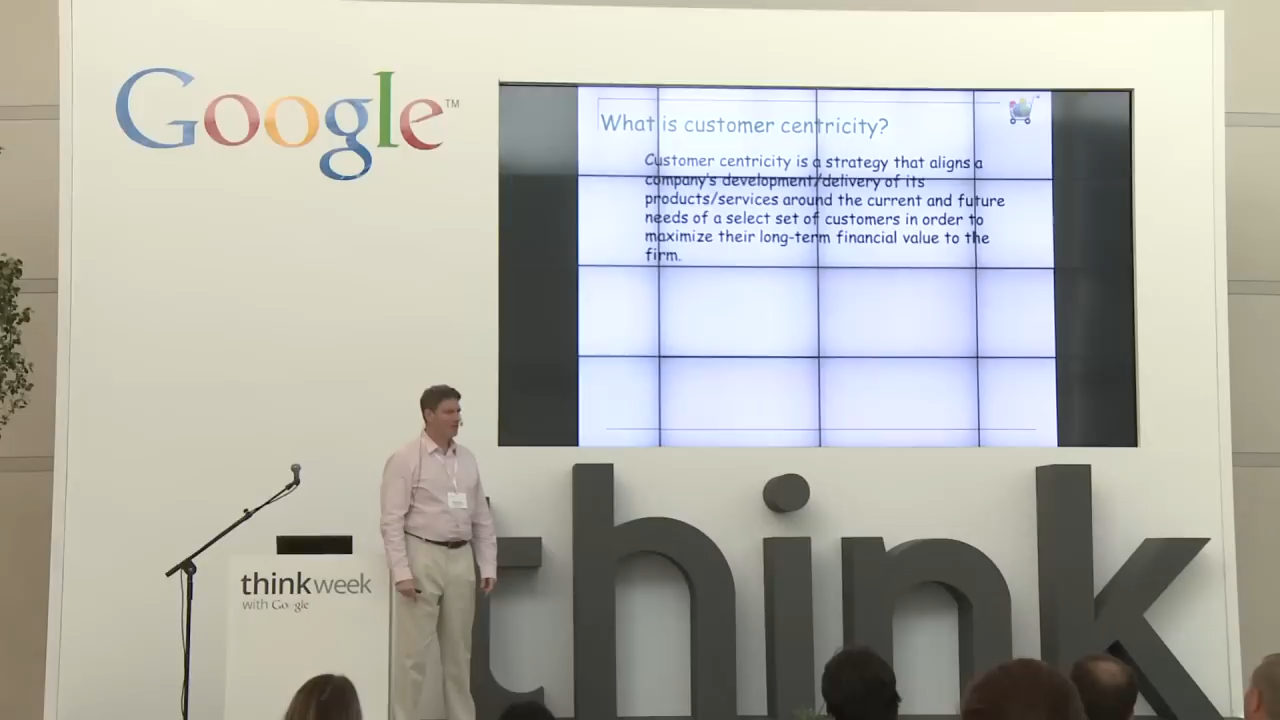 Google™
What is customer centricity?
Customer centricity is a strategy that aligns a
company's development/delivery of its
products/services around the current and future
needs of a select set of customers in order to
maximize their long-term financial value to the
firm.
think week
with Google
think